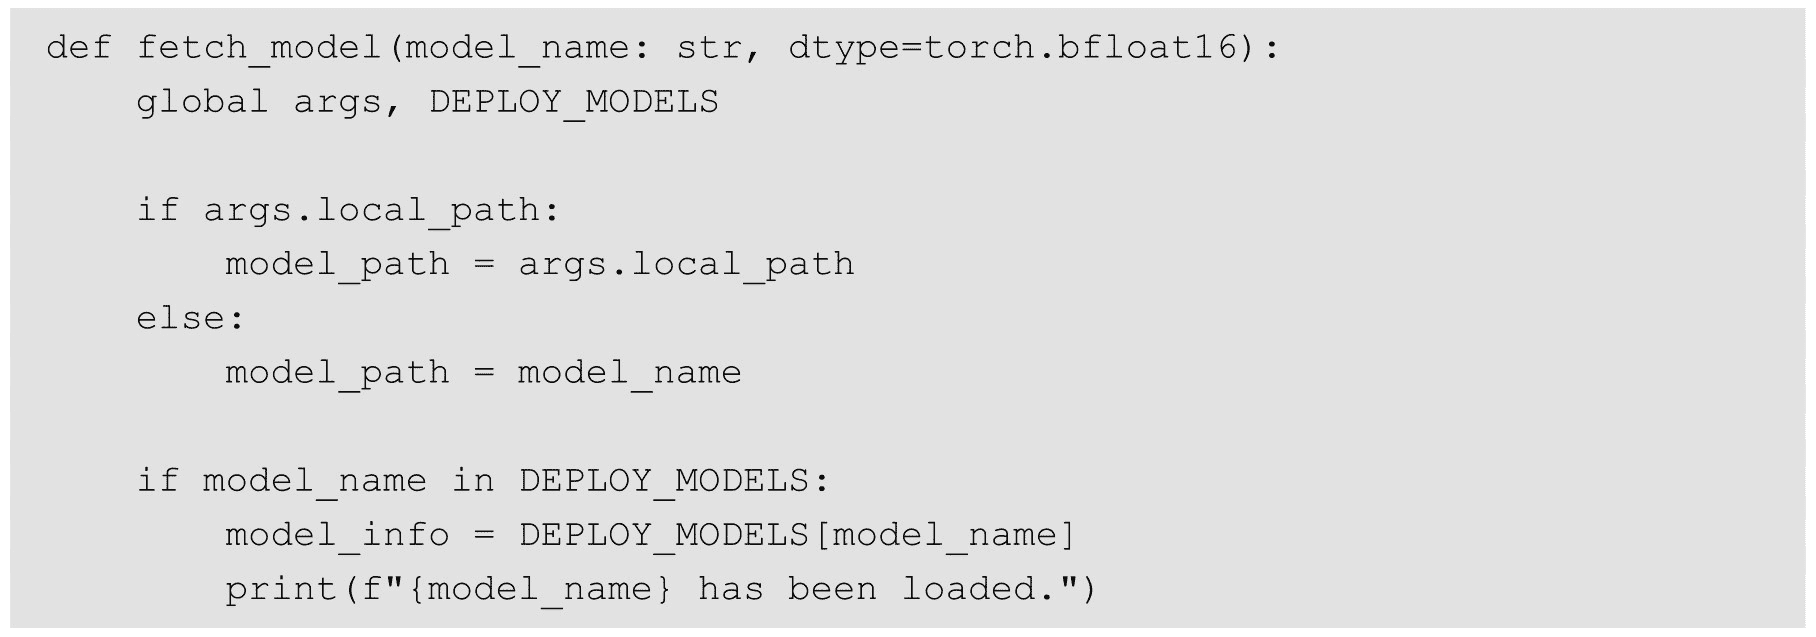 def fetch_model(model_name: str, dtype=torch.bfloat16):
    global args, DEPLOY_MODELS

    if args.local_path:
        model_path = args.local_path
    else:
        model_path = model_name

    if model_name in DEPLOY_MODELS:
        model_info = DEPLOY_MODELS[model_name]
        print(f"{model_name} has been loaded.")